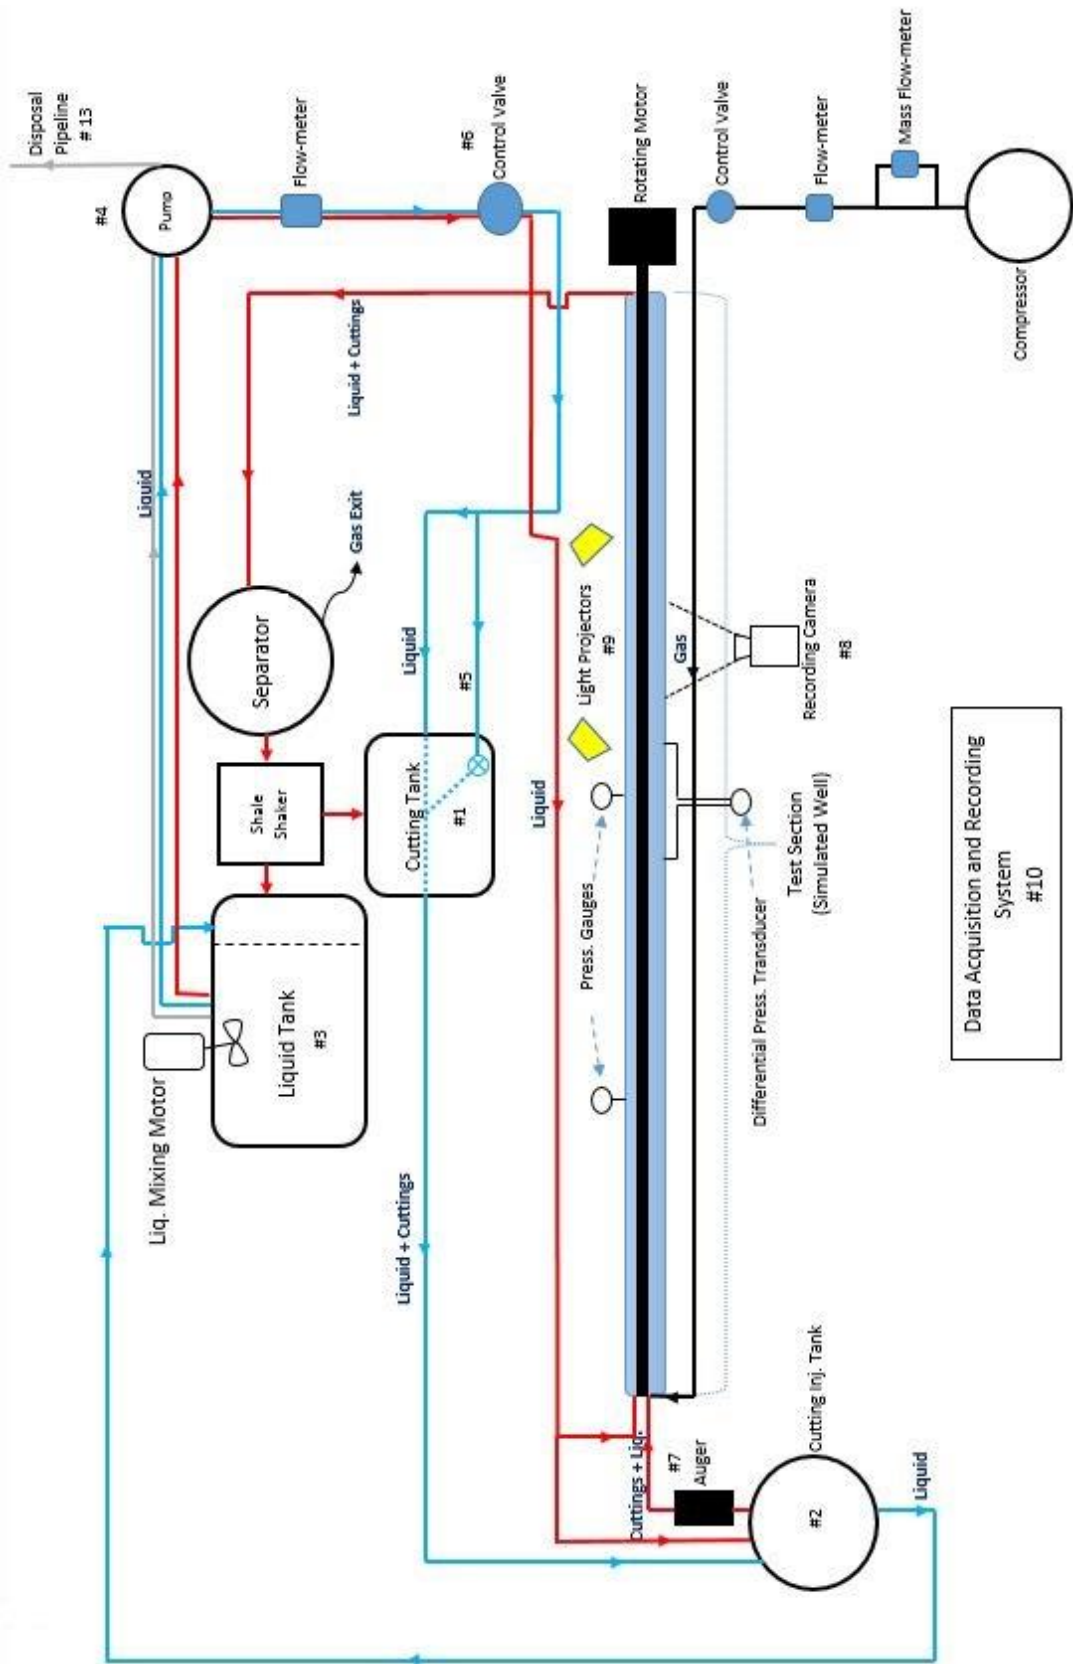 Disposal
Pipeline
# 13
#4
Pump
Flow-meter
#6
Control Valve
Rotating Motor
Control Valve
Flow-meter
Mass Flow-meter
Compressor
Liquid
Liquid + Cuttings
Gas Exit
Separator
Shale
Shaker
Liquid
#5
Cutting Tank
#1
Liq. Mixing Motor
Liquid Tank
#3
Liquid
Light Projectors
#9
Gas
Recording Camera
#8
Press. Gauges
Test Section
(Simulated Well)
Differential Press. Transducer
Liquid + Cuttings
Cuttings + Liq.
#7
Auger
Cutting Inj. Tank
#2
Liquid
Data Acquisition and Recording
System
#10